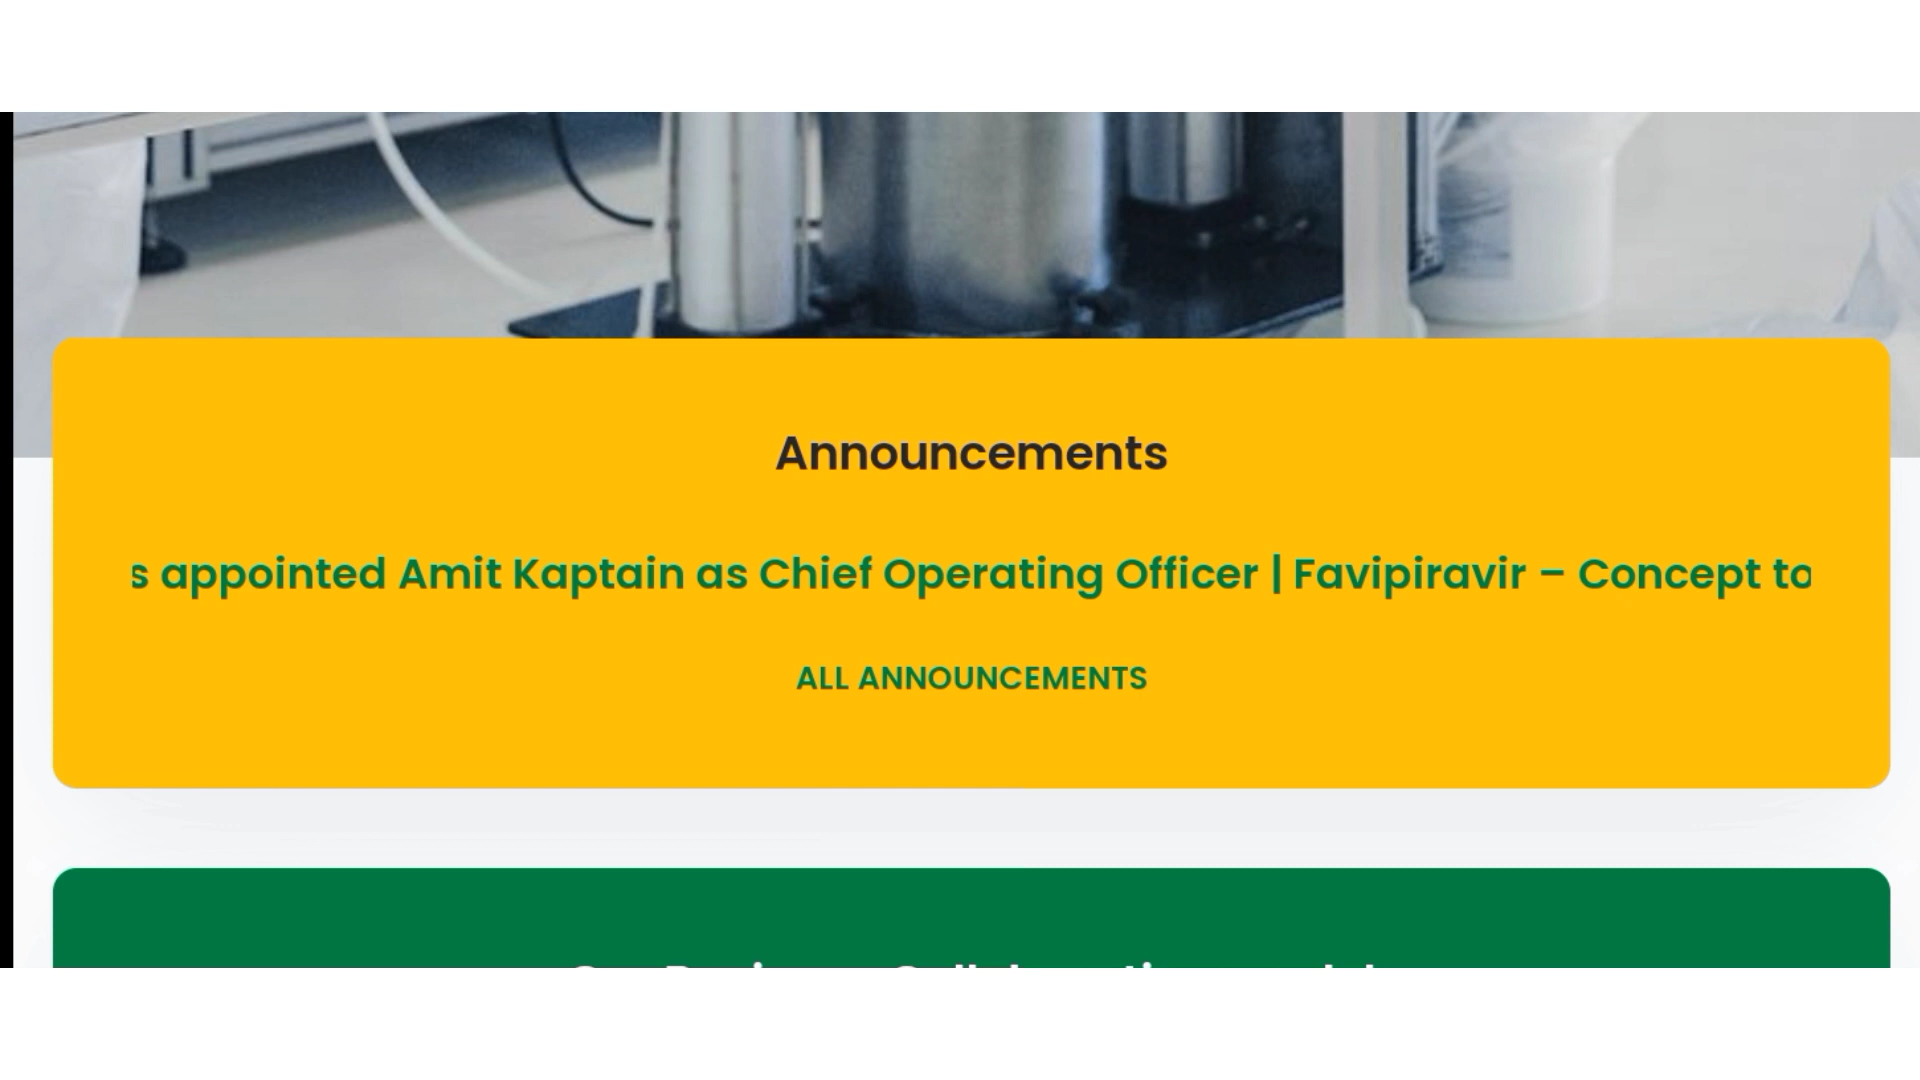 Announcements
s appointed Amit Kaptain as Chief Operating Officer | Favipiravir – Concept to
ALL ANNOUNCEMENTS